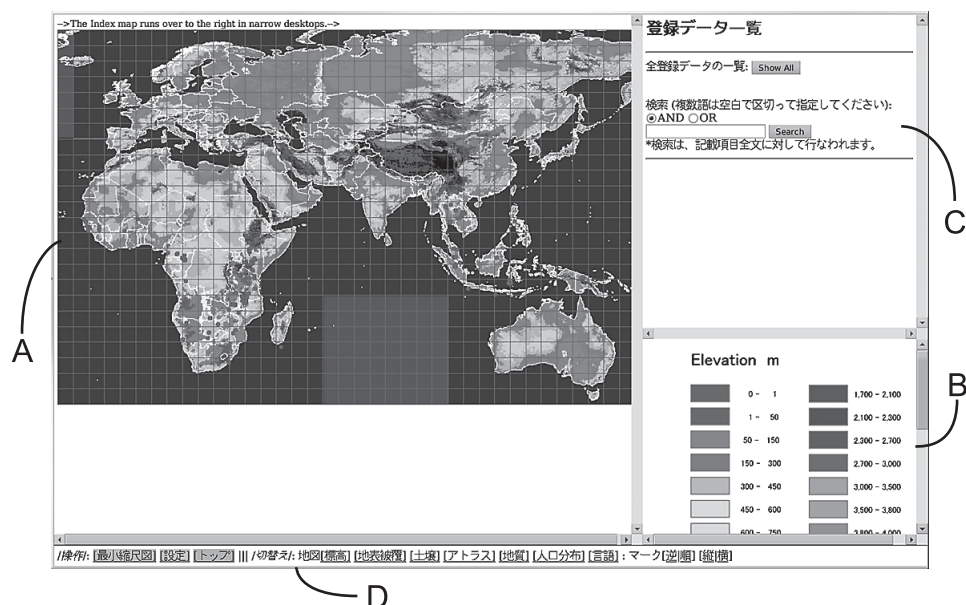 -->The Index map runs over to the right in narrow desktops.-->
登録データ一覧
全登録データの一覧: Show All
検索 (複数語は空白で区切って指定してください):
AND OR
Search
*検索は、記載項目全文に対して行なわれます。
C
A
Elevation m
0 - 1 1,700 - 2,100
1 - 50 2,100 - 2,300
50 - 150 2,300 - 2,700
150 - 300 2,700 - 3,000
300 - 450 3,000 - 3,500
450 - 600 3,500 - 3,800
600 - 750 3,800 - 4,000
B
/操作/: [最小縮尺図] [設定] [トップ] ||| /切替え/: 地図[標高] [地表被覆] [土壌] [アトラス] [地質] [人口分布] [言語] : マーク[逆|順] [縦|横]
D